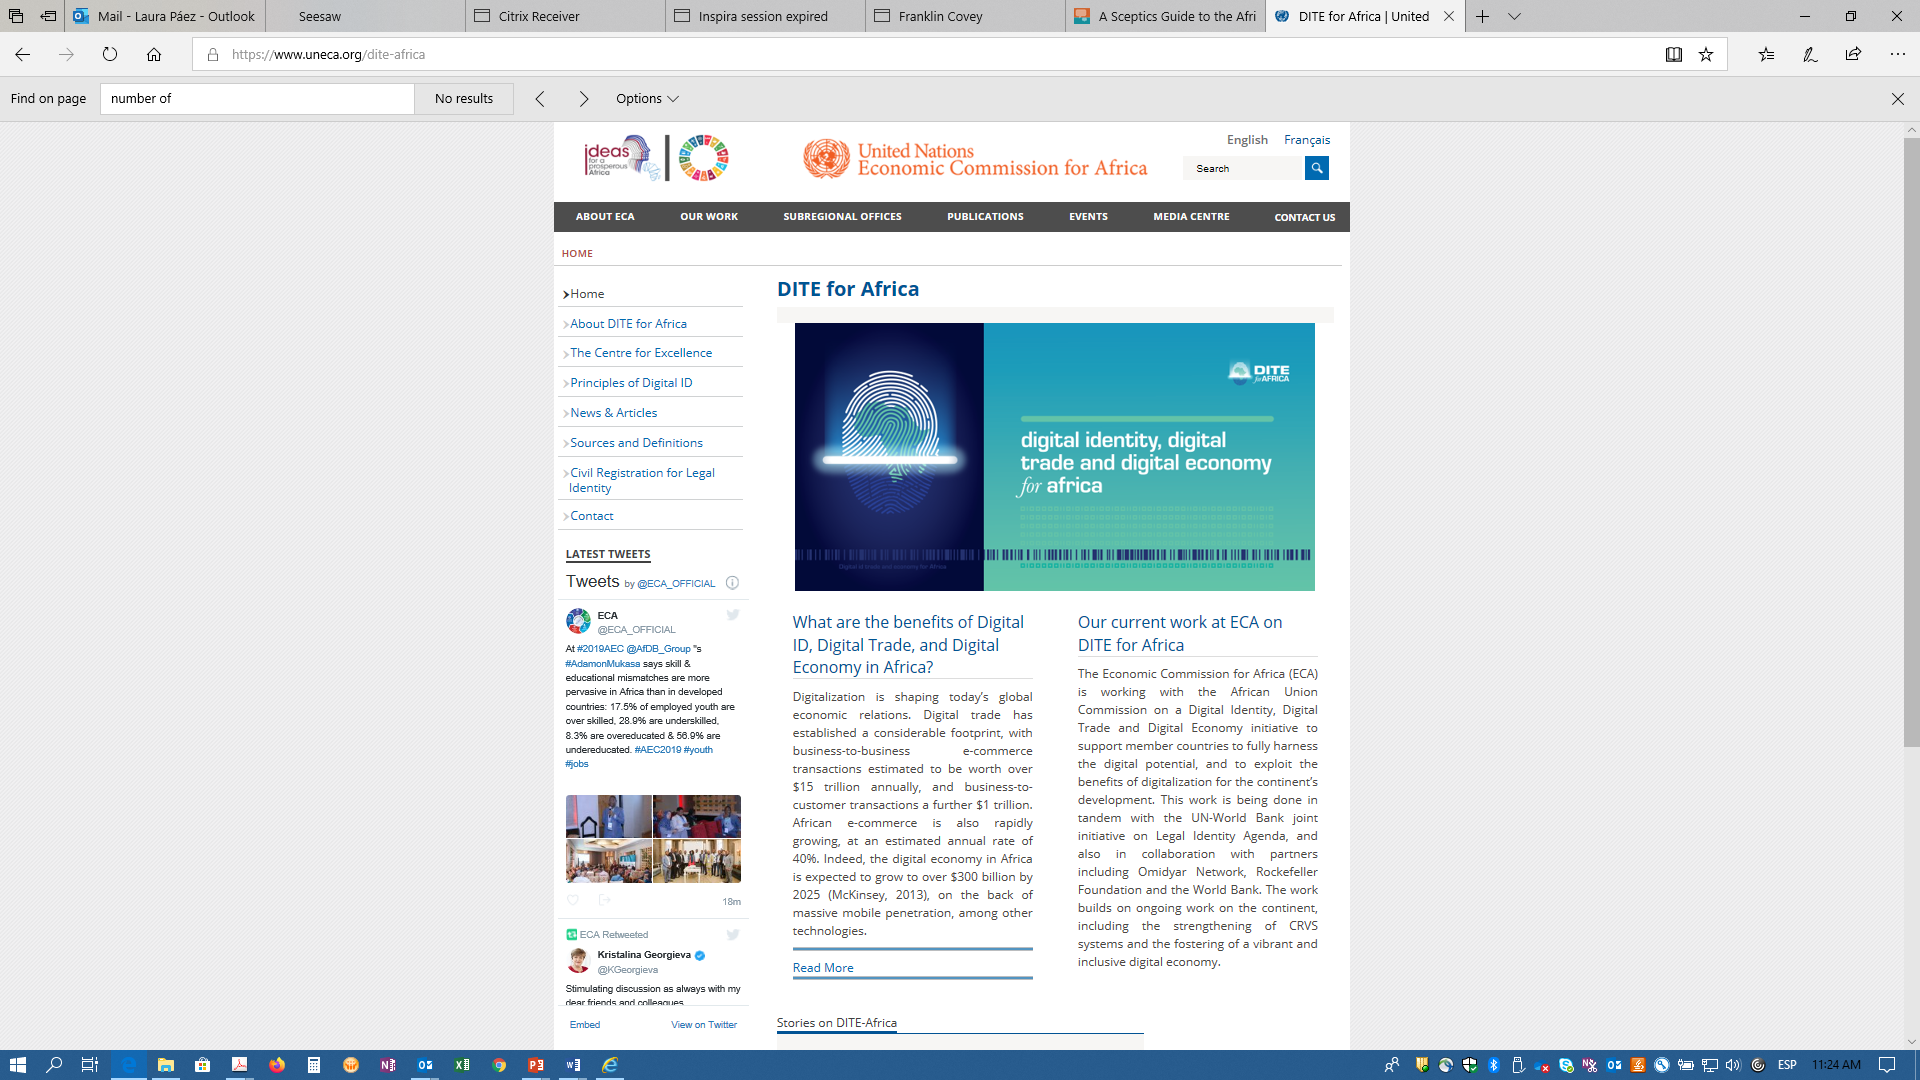 Mail - Laura Páez - Outlook
Seesaw
Citrix Receiver
Inspira session expired
Franklin Covey
A Sceptics Guide to the Afri
DITE for Africa | United
https://www.uneca.org/dite-africa
Find on page
number of
No results
Options
ideas
for a
prosperous
Africa
United Nations
Economic Commission for Africa
English
Français
Search
ABOUT ECA
OUR WORK
SUBREGIONAL OFFICES
PUBLICATIONS
EVENTS
MEDIA CENTRE
CONTACT US
HOME
Home
About DITE for Africa
The Centre for Excellence
Principles of Digital ID
News & Articles
Sources and Definitions
Civil Registration for Legal
Identity
Contact
LATEST TWEETS
Tweets by @ECA_OFFICIAL
ECA
@ECA_OFFICIAL
At #2019AEC @AfDB_Group "s
#AdamonMukasa says skill &
educational mismatches are more
pervasive in Africa than in developed
countries: 17.5% of employed youth are
over skilled, 28.9% are underskilled,
8.3% are overeducated & 56.9% are
undereducated. #AEC2019 #youth
#jobs
18m
ECA Retweeted
Kristalina Georgieva
@KGeorgieva
Stimulating discussion as always with my
dear friends and colleagues
Embed
View on Twitter
DITE for Africa
DITE
for AFRICA
digital identity, digital
trade and digital economy
for africa
Digital id trade and economy for Africa
What are the benefits of Digital
ID, Digital Trade, and Digital
Economy in Africa?
Digitalization is shaping today's global
economic relations. Digital trade has
established a considerable footprint, with
business-to-business e-commerce
transactions estimated to be worth over
$15 trillion annually, and business-to-
customer transactions a further $1 trillion.
African e-commerce is also rapidly
growing, at an estimated annual rate of
40%. Indeed, the digital economy in Africa
is expected to grow to over $300 billion by
2025 (McKinsey, 2013), on the back of
massive mobile penetration, among other
technologies.
Read More
Our current work at ECA on
DITE for Africa
The Economic Commission for Africa (ECA)
is working with the African Union
Commission on a Digital Identity, Digital
Trade and Digital Economy initiative to
support member countries to fully harness
the digital potential, and to exploit the
benefits of digitalization for the continent's
development. This work is being done in
tandem with the UN-World Bank joint
initiative on Legal Identity Agenda, and
also in collaboration with partners
including Omidyar Network, Rockefeller
Foundation and the World Bank. The work
builds on ongoing work on the continent,
including the strengthening of CRVS
systems and the fostering of a vibrant and
inclusive digital economy.
Stories on DITE-Africa
ESP
11:24 AM